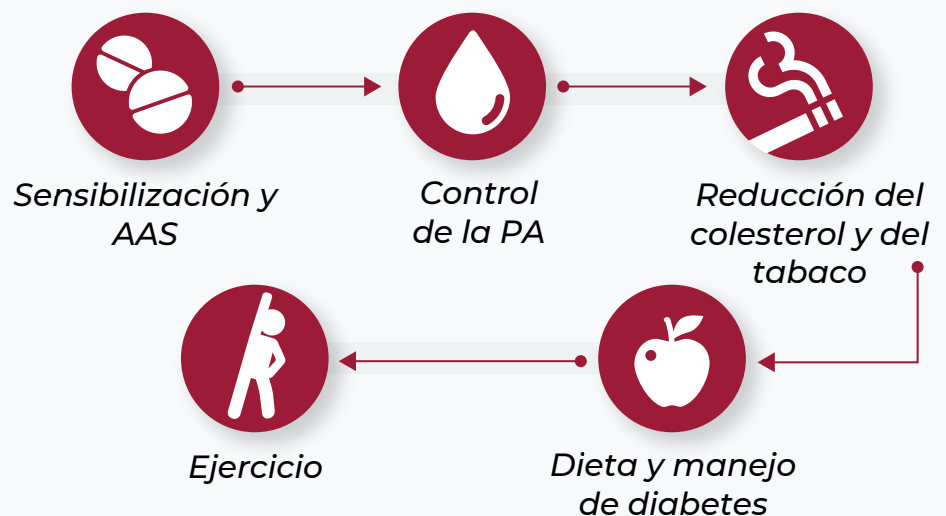 Sensibilización y
AAS
Control
de la PA
Reducción del
colesterol y del
tabaco
Dieta y manejo
de diabetes
Ejercicio